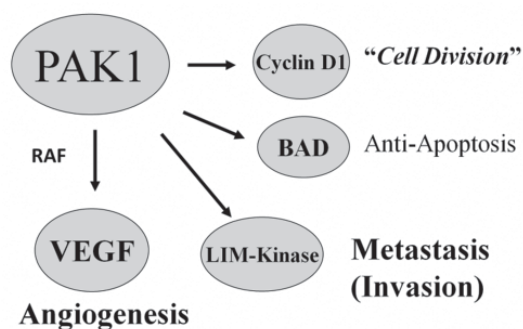 PAK1
Cyclin D1
“Cell Division”
BAD
Anti-Apoptosis
RAF
VEGF
LIM-Kinase
Metastasis
(Invasion)
Angiogenesis